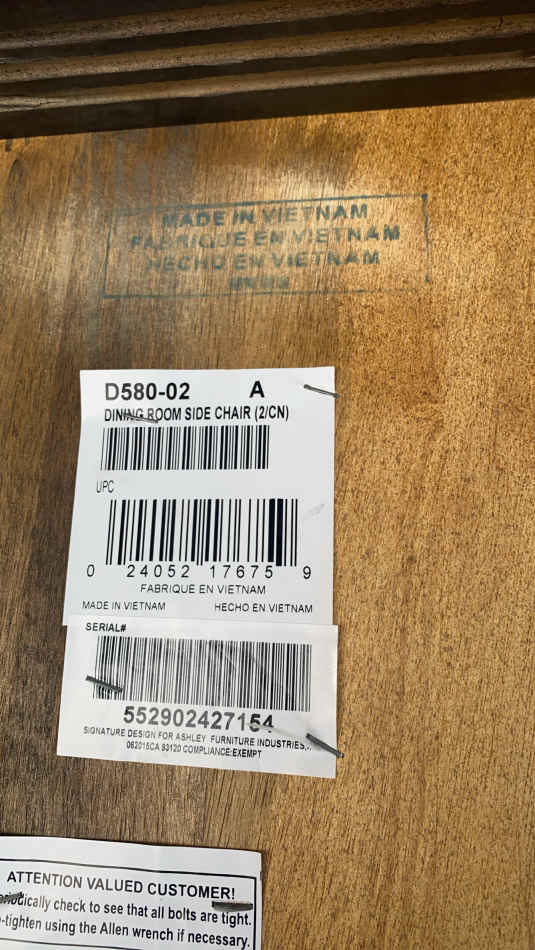 MADE IN VIETNAM
FABRIQUE EN VIETNAM
HECHO EN VIETNAM
D580-02 A
DINING ROOM SIDE CHAIR (2/CN)
UPC
0 24052 17675 9
FABRIQUE EN VIETNAM
MADE IN VIETNAM HECHO EN VIETNAM
SERIAL#
552902427154
SIGNATURE DESIGN FOR ASHLEY FURNITURE INDUSTRIES,..
062015CA 93120 COMPLIANCE:EXEMPT
ATTENTION VALUED CUSTOMER!
check to see that all bolts are tight.
-tighten using the Allen wrench if necessary.